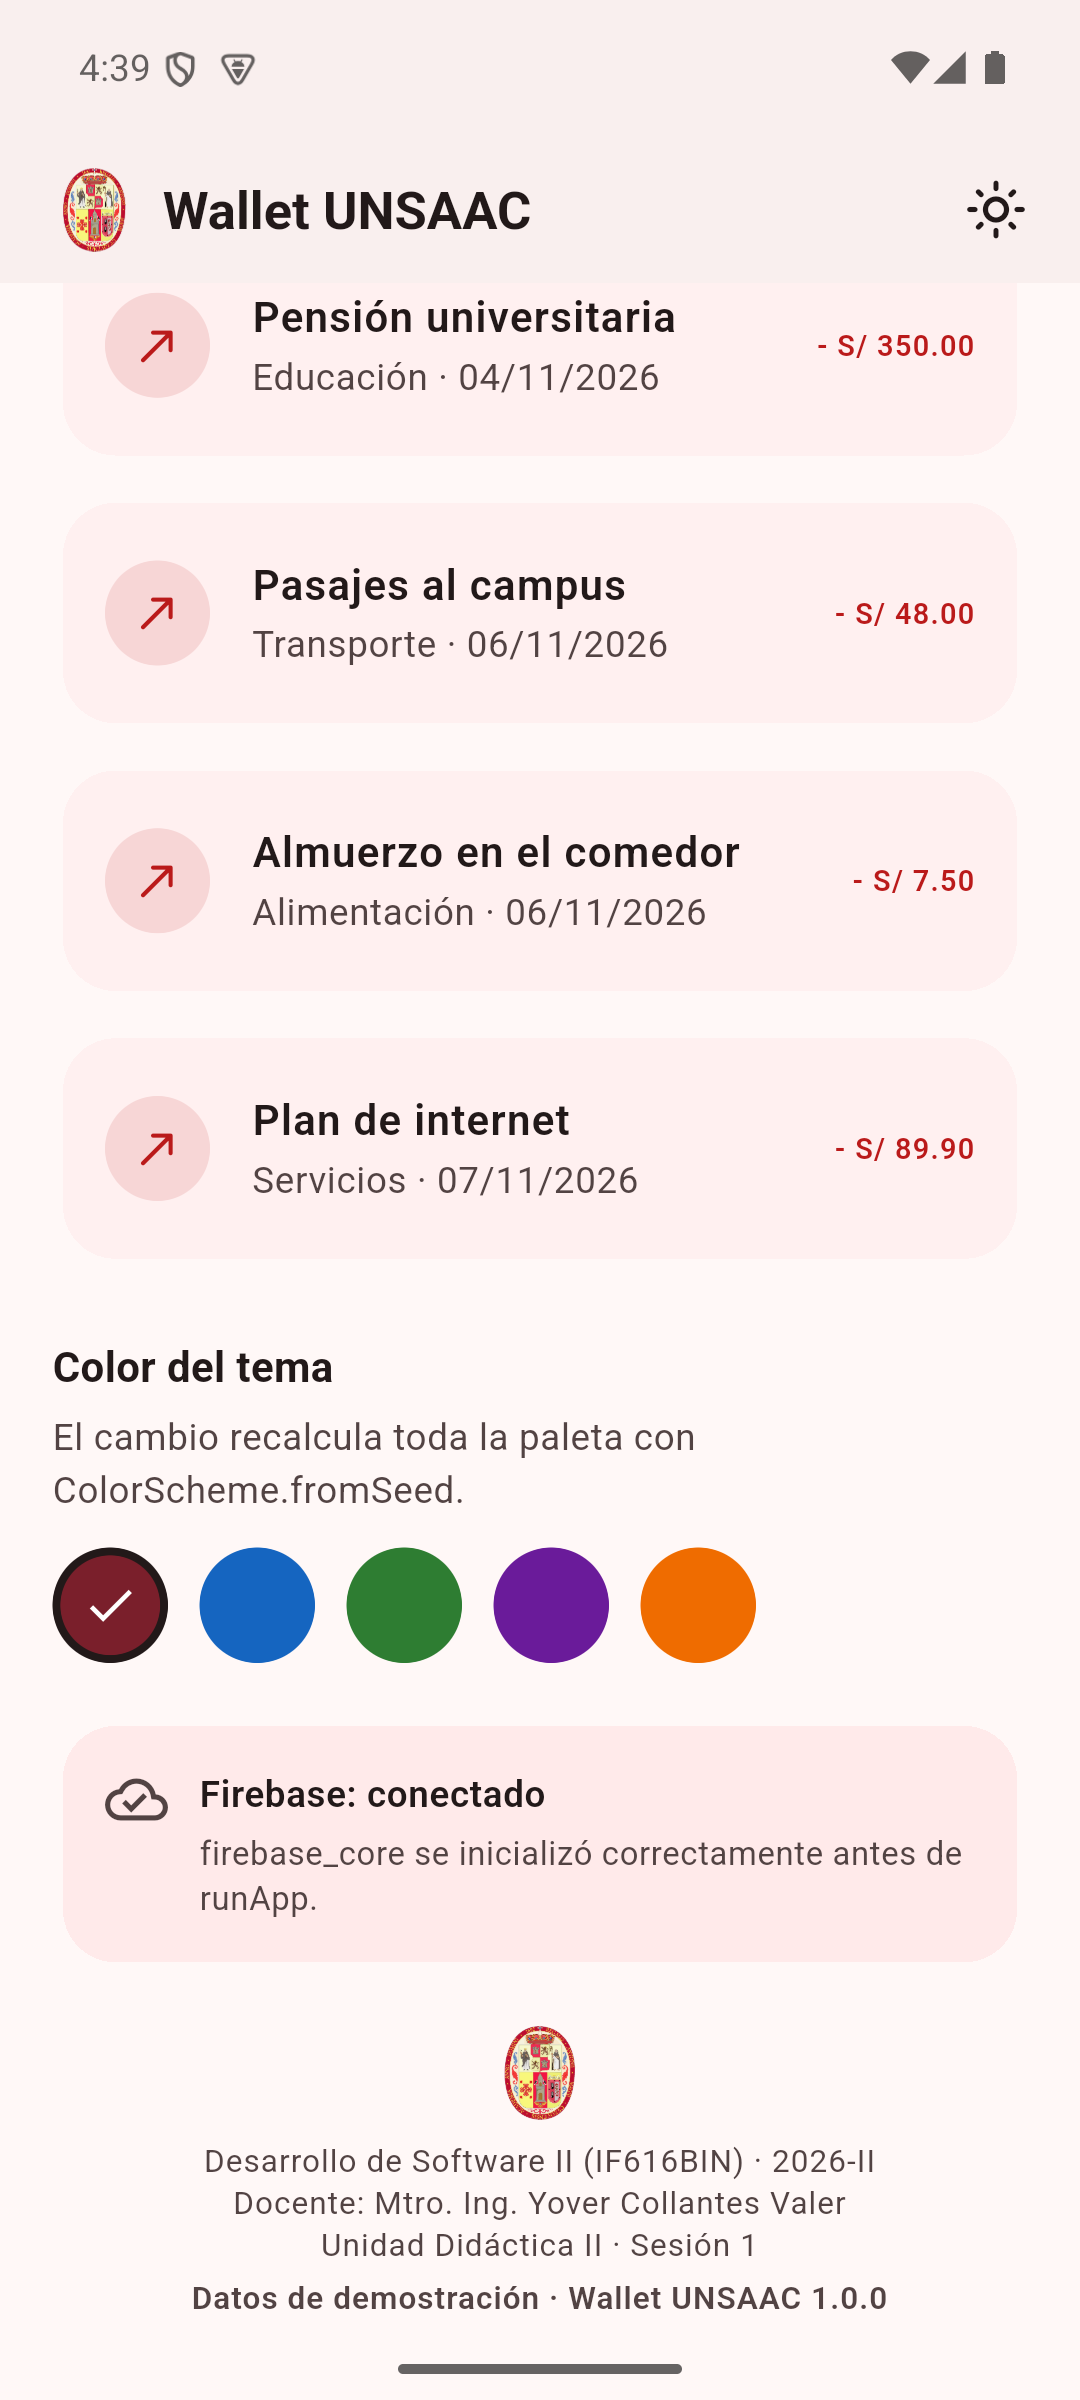 4:39
Wallet UNSAAC
Pensión universitaria
Educación · 04/11/2026
- S/ 350.00
Pasajes al campus
Transporte · 06/11/2026
- S/ 48.00
Almuerzo en el comedor
Alimentación · 06/11/2026
- S/ 7.50
Plan de internet
Servicios · 07/11/2026
- S/ 89.90
Color del tema
El cambio recalcula toda la paleta con
ColorScheme.fromSeed.
Firebase: conectado
firebase_core se inicializó correctamente antes de
runApp.
Desarrollo de Software II (IF616BIN) · 2026-II
Docente: Mtro. Ing. Yover Collantes Valer
Unidad Didáctica II · Sesión 1
Datos de demostración · Wallet UNSAAC 1.0.0